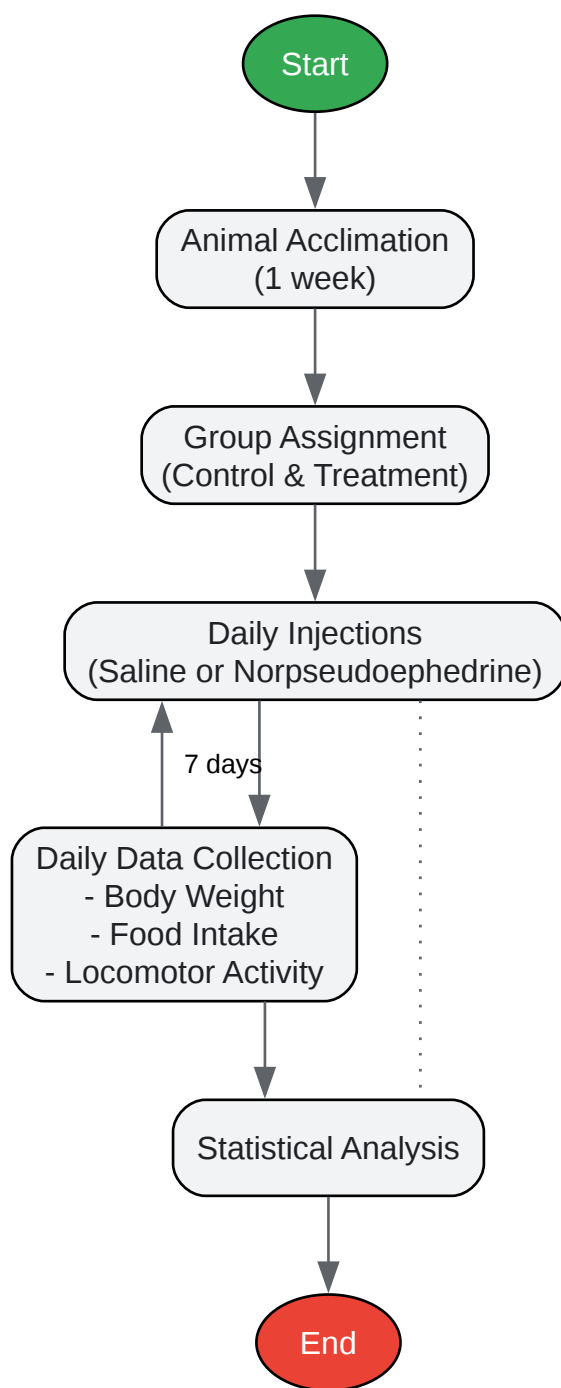 Start
Animal Acclimation
(1 week)
Group Assignment
(Control & Treatment)
Daily Injections
(Saline or Norpseudoephedrine)
7 days
Daily Data Collection
- Body Weight
- Food Intake
- Locomotor Activity
Statistical Analysis
End